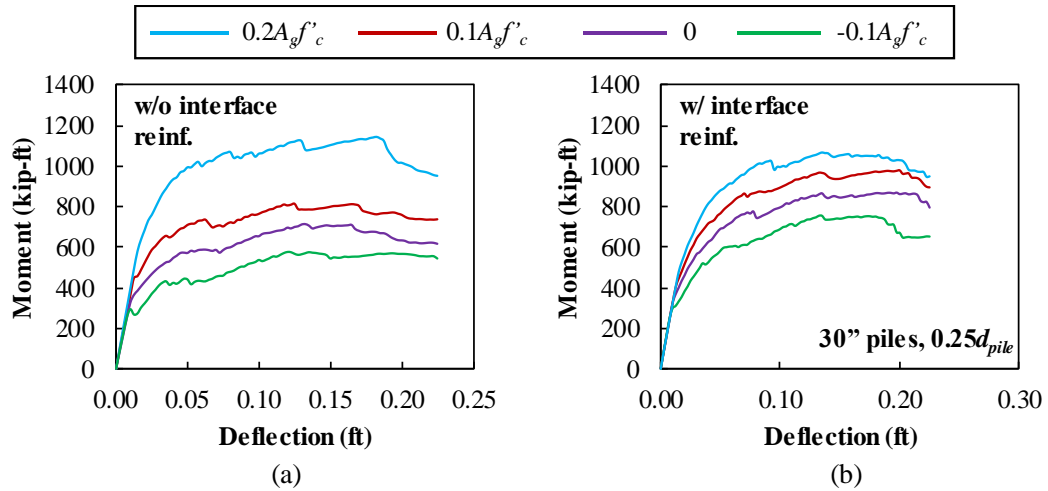 0.2A_gf'_c 0.1A_gf'_c 0 -0.1A_gf'_c
1400
1200
1000
800
600
400
200
0
Moment (kip-ft)
w/o interface
reinf.
0.00 0.05 0.10 0.15 0.20 0.25
Deflection (ft)
(a)
1400
1200
1000
800
600
400
200
0
Moment (kip-ft)
w/ interface
reinf.
30” piles, 0.25d_pile
0.00 0.10 0.20 0.30
Deflection (ft)
(b)